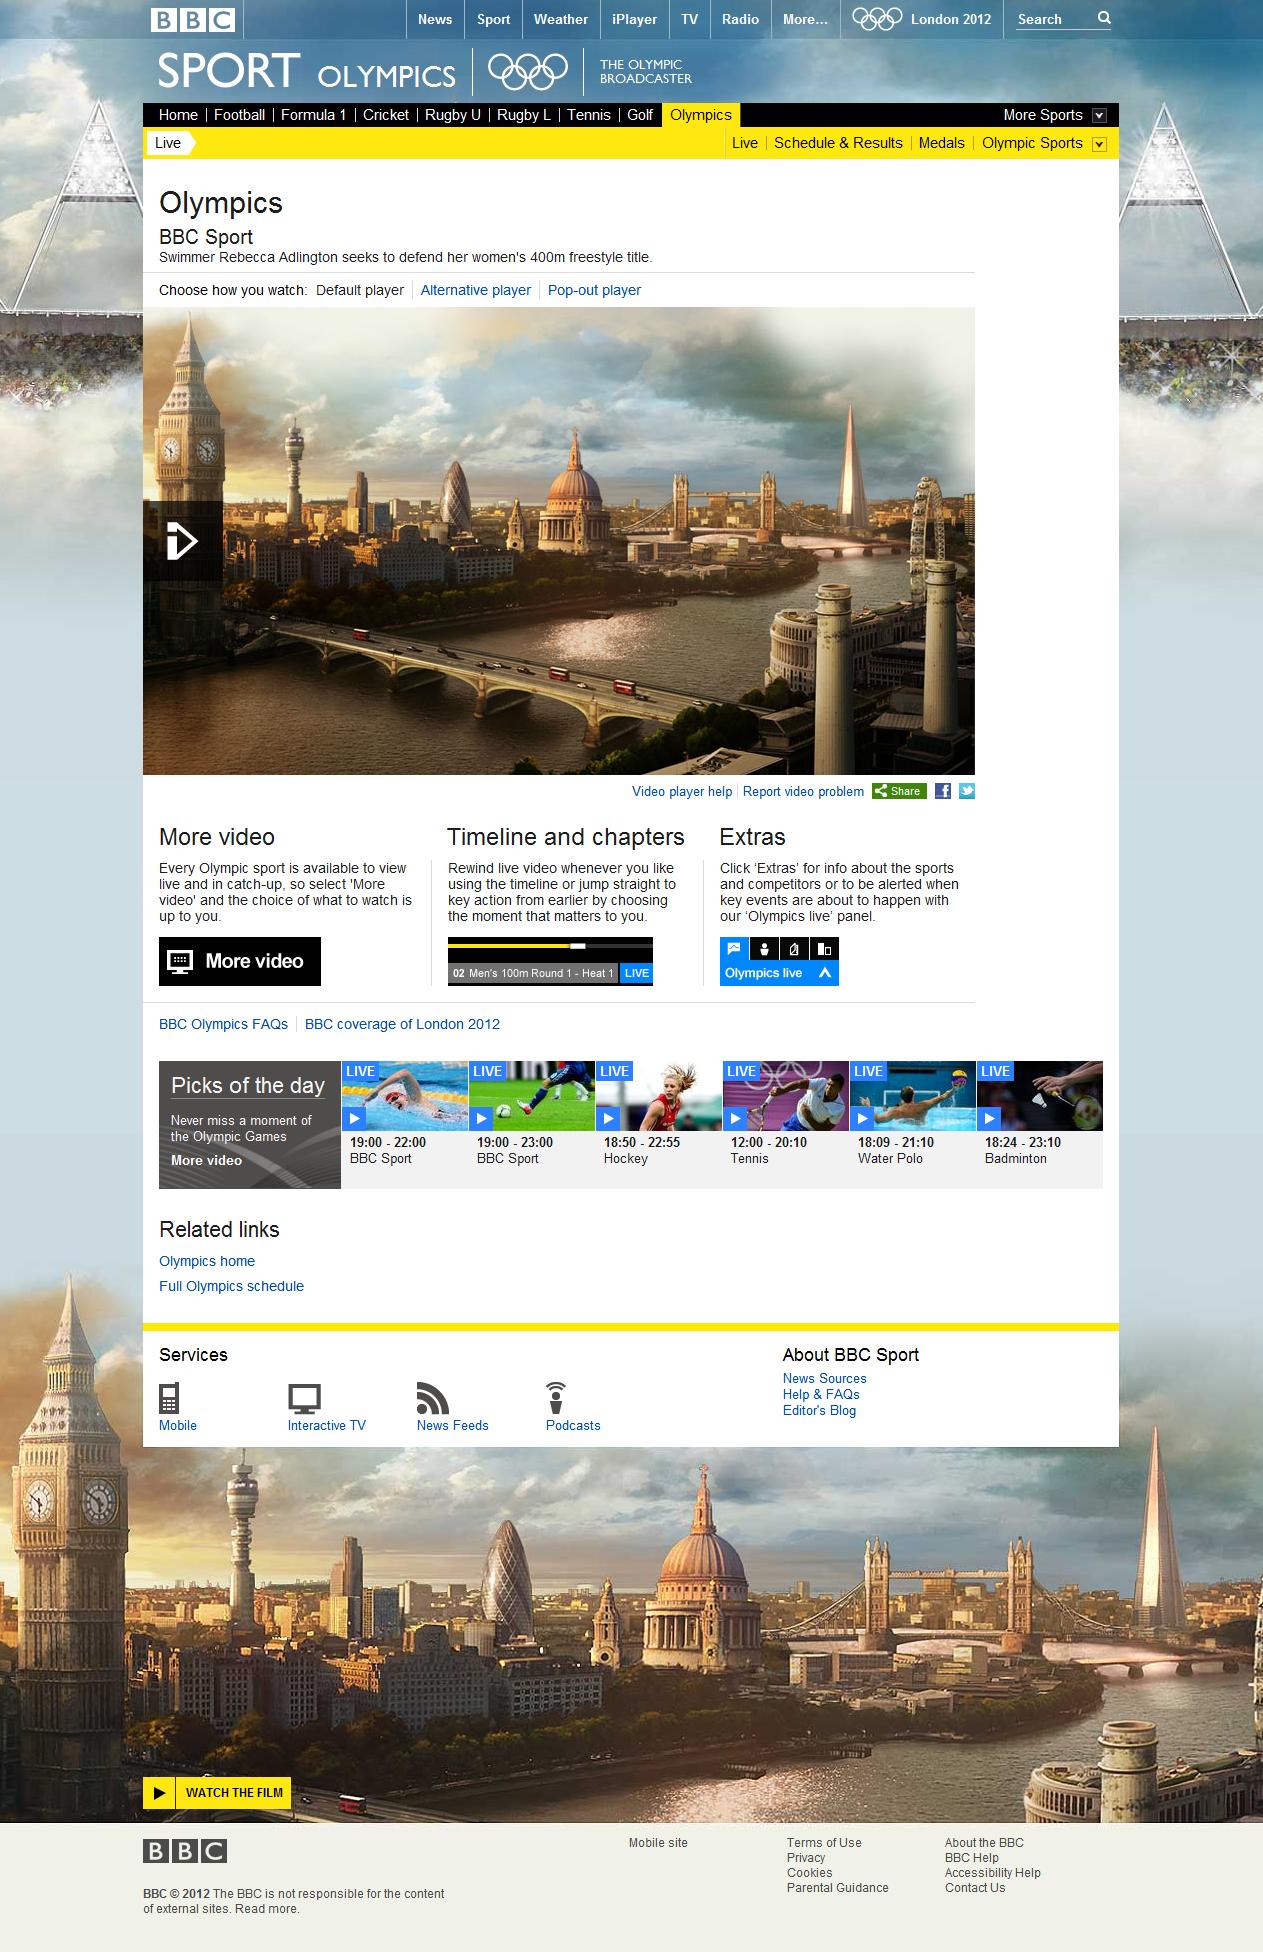 BBC
News Sport Weather iPlayer TV Radio More... London 2012 Search
SPORT OLYMPICS THE OLYMPIC
BROADCASTER
Home Football Formula 1 Cricket Rugby U Rugby L Tennis Golf Olympics More Sports
Live Live Schedule & Results Medals Olympic Sports
Olympics
BBC Sport
Swimmer Rebecca Adlington seeks to defend her women's 400m freestyle title.
Choose how you watch: Default player Alternative player Pop-out player
Video player help Report video problem Share
More video
Every Olympic sport is available to view
live and in catch-up, so select 'More
video' and the choice of what to watch is
up to you.
More video
Timeline and chapters
Rewind live video whenever you like
using the timeline or jump straight to
key action from earlier by choosing
the moment that matters to you.
02 Men's 100m Round 1 - Heat 1 LIVE
Extras
Click ‘Extras’ for info about the sports
and competitors or to be alerted when
key events are about to happen with
our ‘Olympics live’ panel.
Olympics live
BBC Olympics FAQs BBC coverage of London 2012
Picks of the day
Never miss a moment of
the Olympic Games
More video
LIVE
19:00 - 22:00
BBC Sport
LIVE
19:00 - 23:00
BBC Sport
LIVE
18:50 - 22:55
Hockey
LIVE
12:00 - 20:10
Tennis
LIVE
18:09 - 21:10
Water Polo
LIVE
18:24 - 23:10
Badminton
Related links
Olympics home
Full Olympics schedule
Services
Mobile Interactive TV News Feeds Podcasts
About BBC Sport
News Sources
Help & FAQs
Editor's Blog
WATCH THE FILM
BBC
BBC © 2012 The BBC is not responsible for the content
of external sites. Read more.
Mobile site
Terms of Use
Privacy
Cookies
Parental Guidance
About the BBC
BBC Help
Accessibility Help
Contact Us